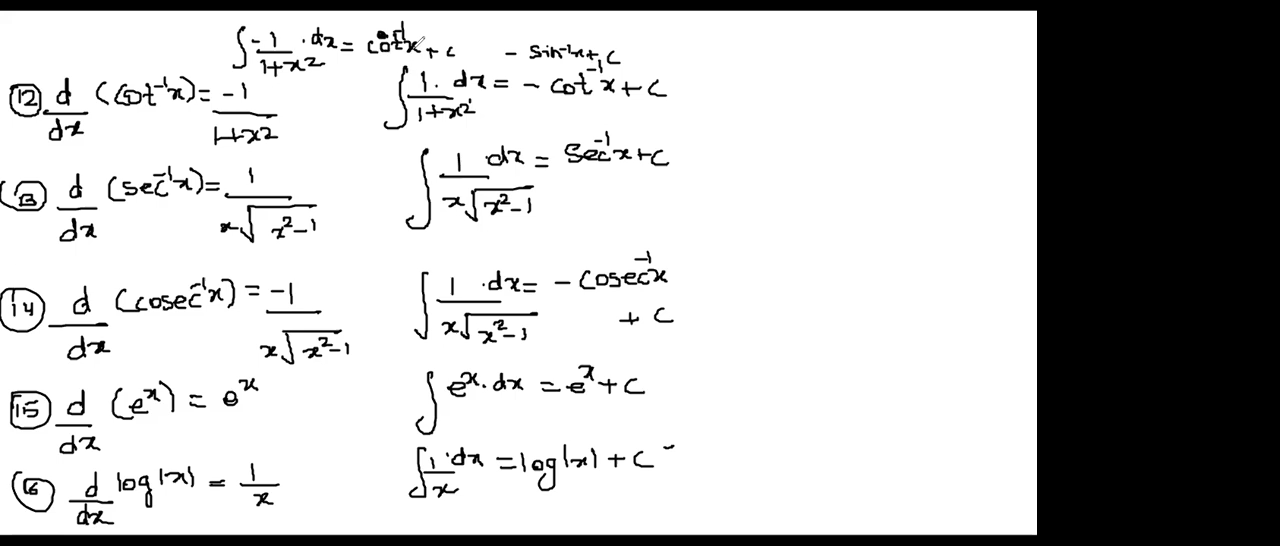 ∫ -1/1+x2 · dx = cot-1x + c - sin-1x + C
(12) d/dx (cot-1x) = -1/1+x2 ∫ 1/1+x2 · dx = - cot-1x + C
(13) d/dx (sec-1x) = 1/x√x2-1 ∫ 1/x√x2-1 · dx = sec-1x + C
(14) d/dx (cosec-1x) = -1/x√x2-1 ∫ 1/x√x2-1 · dx = - cosec-1x
+ C
(15) d/dx (ex) = ex ∫ ex · dx = ex + C
(16) d/dx log|x| = 1/x ∫ 1/x · dx = log|x| + C